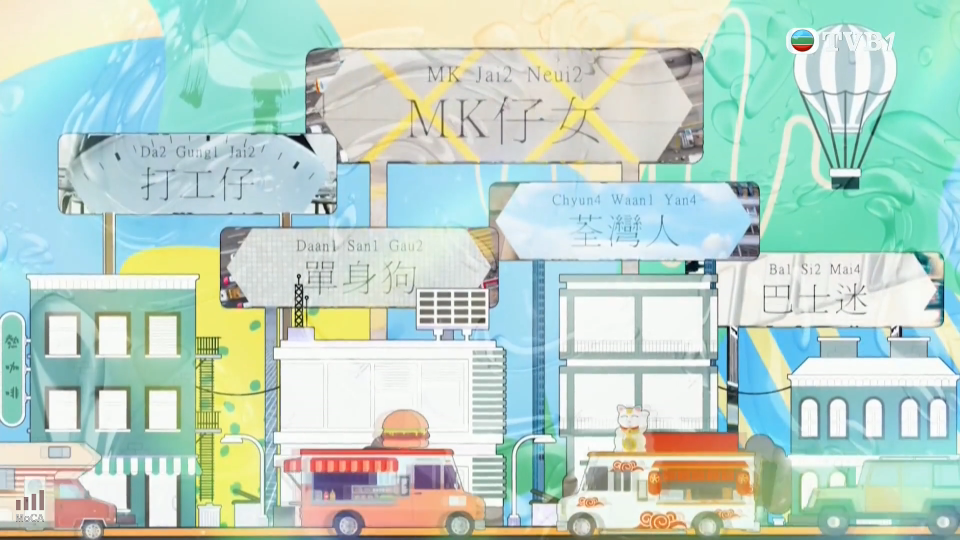 TVB1
MK Jai2 Neui2
MK仔女
Da2 Gung1 Jai2
打工仔
Chyun4 Waan1 Yan4
荃灣人
Daan1 San1 Gau2
單身狗
Ba1 Si2 Mai4
巴士迷
MoCA